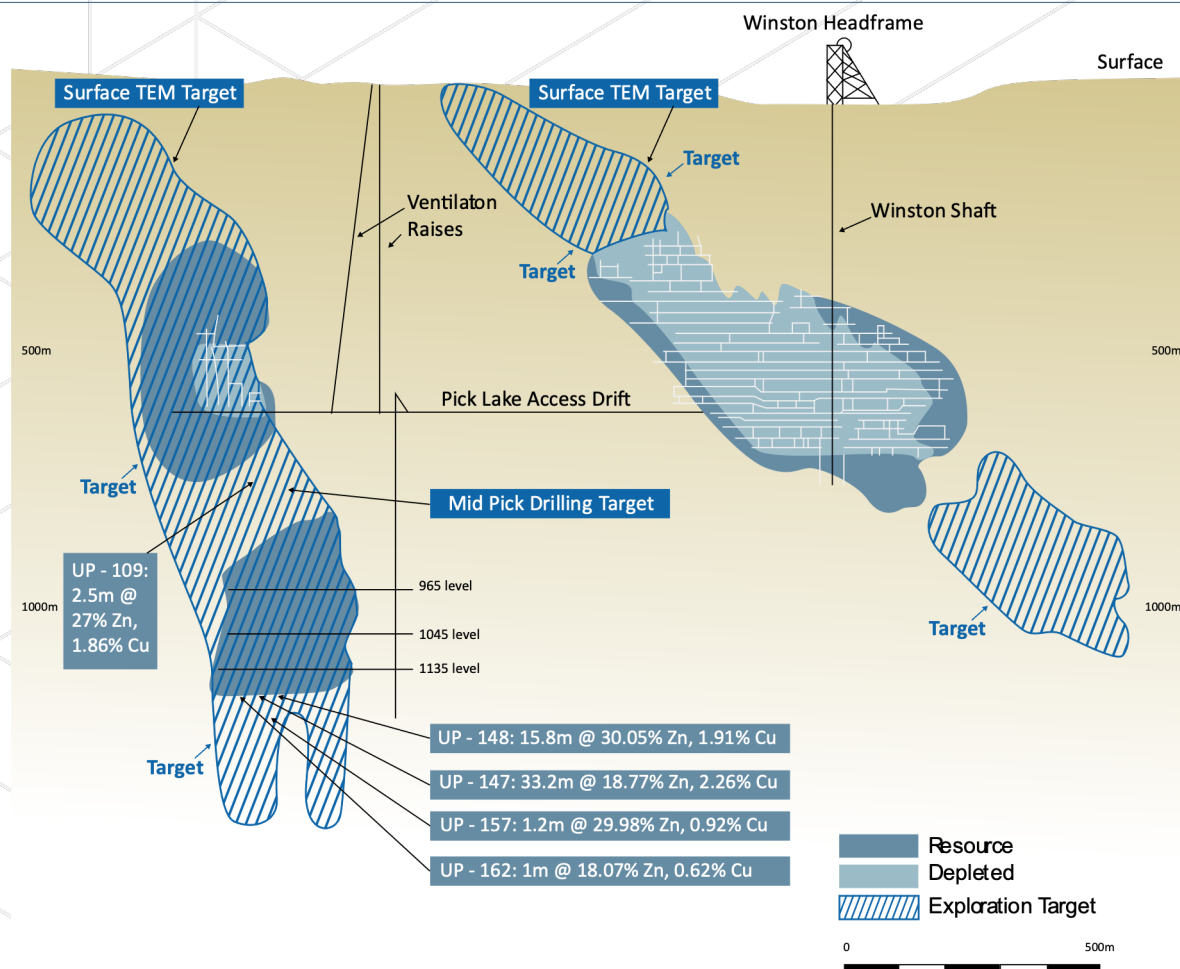 Winston Headframe
Surface
Surface TEM Target
Surface TEM Target
Target
Ventilaton
Raises
Winston Shaft
Target
500m
500m
Pick Lake Access Drift
Target
Mid Pick Drilling Target
UP - 109:
2.5m @
27% Zn,
1.86% Cu
965 level
1000m
1000m
1045 level
Target
1135 level
UP - 148: 15.8m @ 30.05% Zn, 1.91% Cu
Target
UP - 147: 33.2m @ 18.77% Zn, 2.26% Cu
UP - 157: 1.2m @ 29.98% Zn, 0.92% Cu
UP - 162: 1m @ 18.07% Zn, 0.62% Cu
Resource
Depleted
Exploration Target
0
500m